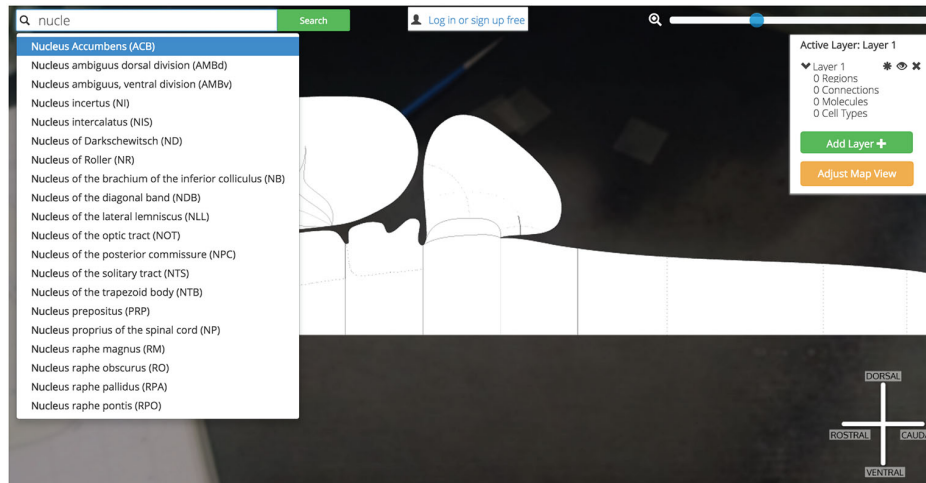 nucle
Search
Log in or sign up free
Nucleus Accumbens (ACB)
Nucleus ambiguus dorsal division (AMBd)
Nucleus ambiguus, ventral division (AMBv)
Nucleus incertus (NI)
Nucleus intercalatus (NIS)
Nucleus of Darkschewitsch (ND)
Nucleus of Roller (NR)
Nucleus of the brachium of the inferior colliculus (NB)
Nucleus of the diagonal band (NDB)
Nucleus of the lateral lemniscus (NLL)
Nucleus of the optic tract (NOT)
Nucleus of the posterior commissure (NPC)
Nucleus of the solitary tract (NTS)
Nucleus of the trapezoid body (NTB)
Nucleus prepositus (PRP)
Nucleus proprius of the spinal cord (NP)
Nucleus raphe magnus (RM)
Nucleus raphe obscurus (RO)
Nucleus raphe pallidus (RPA)
Nucleus raphe pontis (RPO)
Active Layer: Layer 1
Layer 1
0 Regions
0 Connections
0 Molecules
0 Cell Types
Add Layer +
Adjust Map View
DORSAL
ROSTRAL
CAUD
VENTRAL